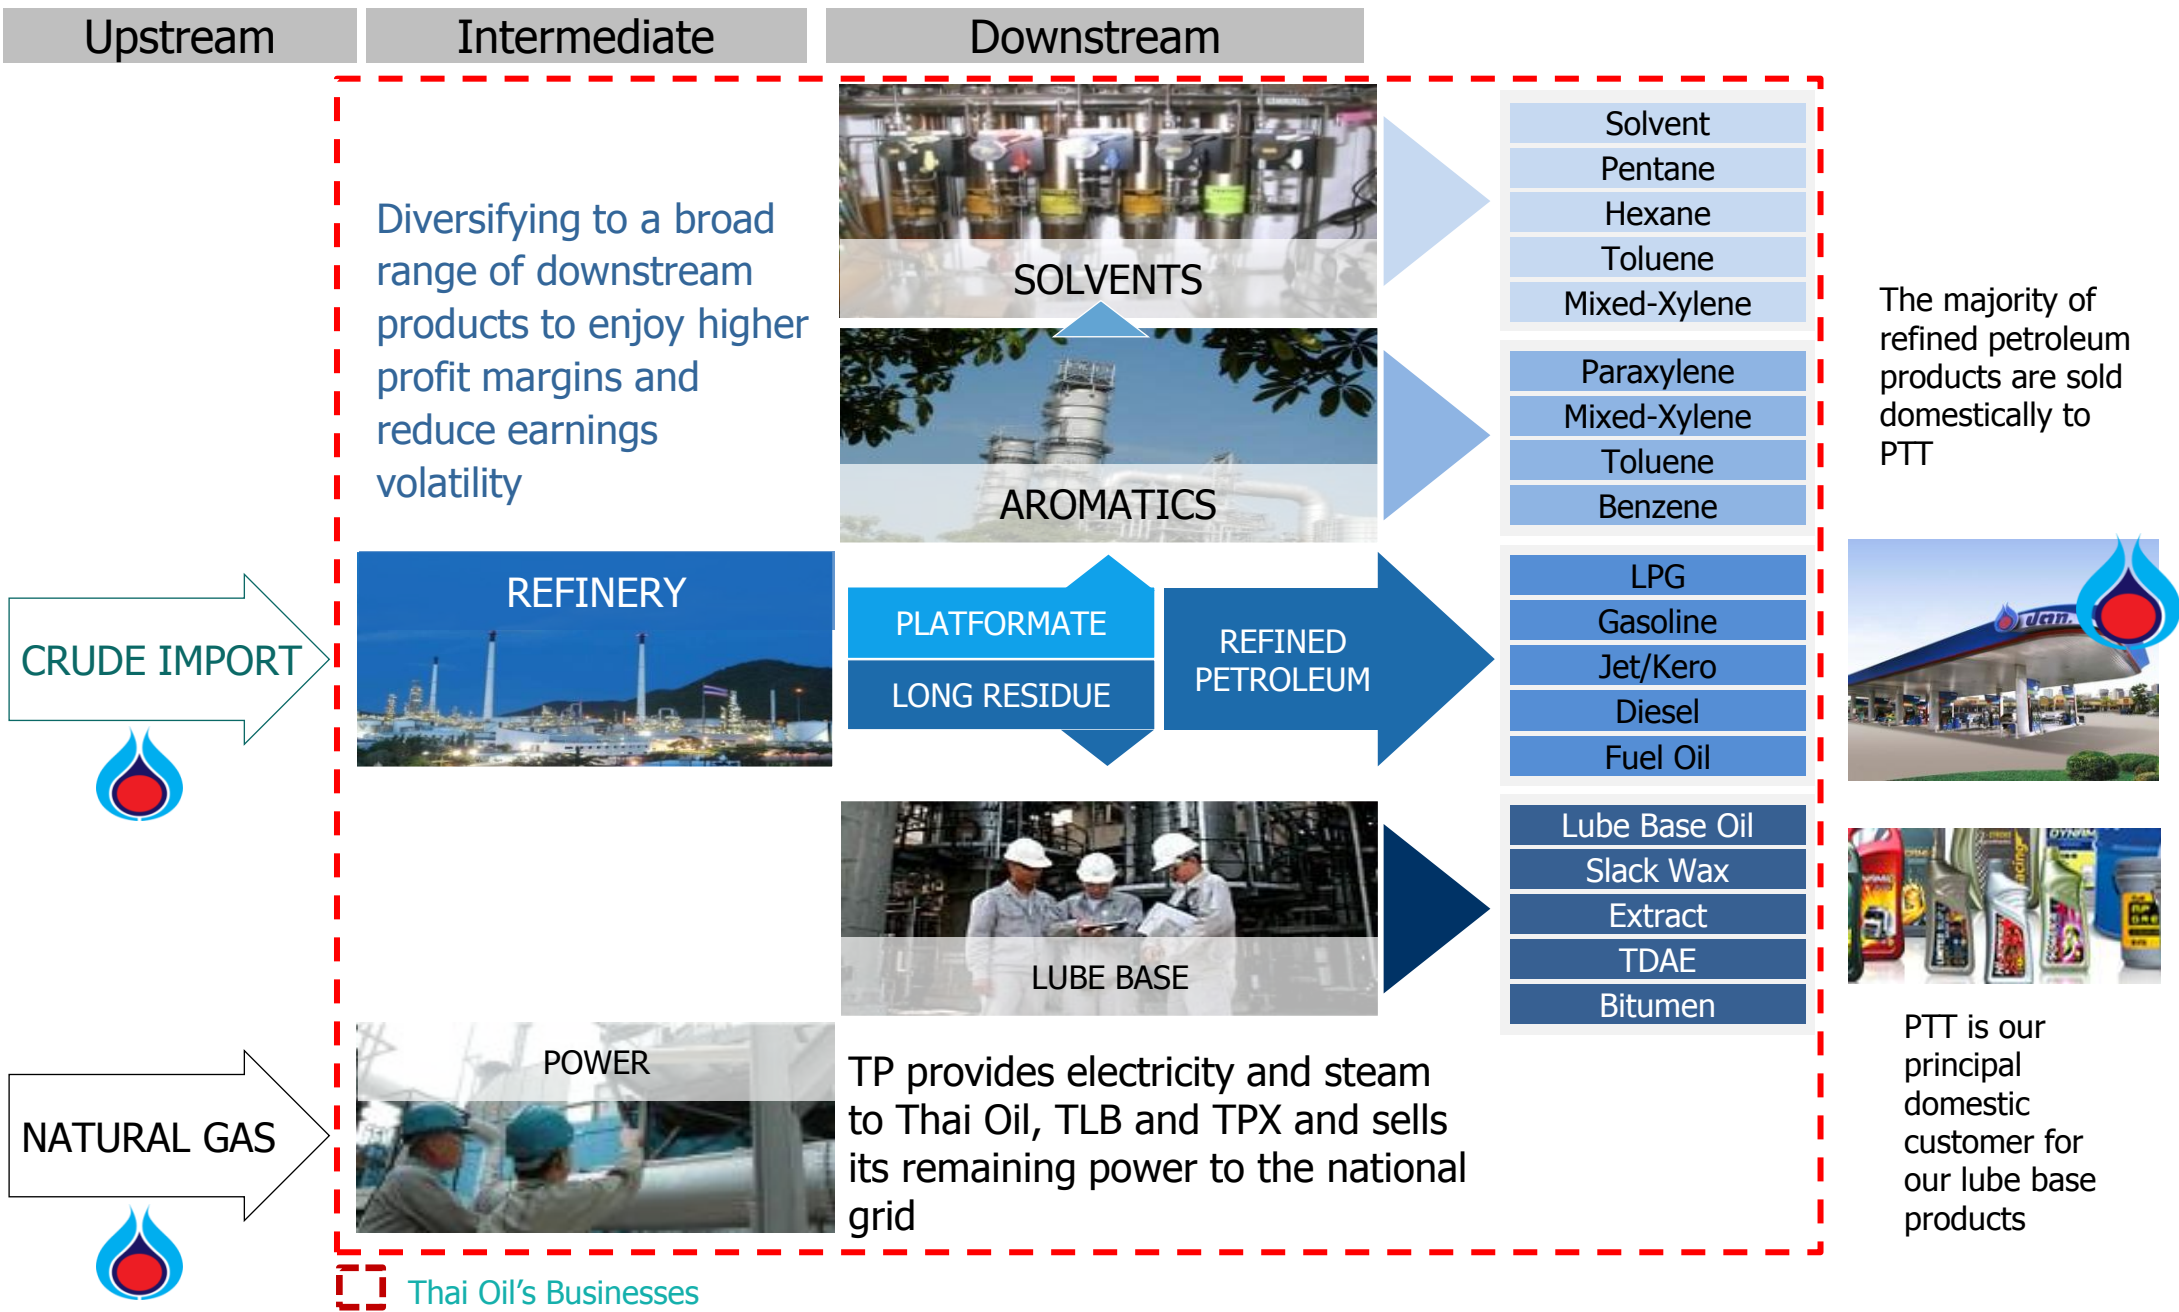 Upstream
Intermediate
Downstream
Diversifying to a broad
range of downstream
products to enjoy higher
profit margins and
reduce earnings
volatility
SOLVENTS
Solvent
Pentane
Hexane
Toluene
Mixed-Xylene
AROMATICS
Paraxylene
Mixed-Xylene
Toluene
Benzene
The majority of
refined petroleum
products are sold
domestically to
PTT
CRUDE IMPORT
REFINERY
PLATFORMATE
LONG RESIDUE
REFINED
PETROLEUM
LPG
Gasoline
Jet/Kero
Diesel
Fuel Oil
LUBE BASE
Lube Base Oil
Slack Wax
Extract
TDAE
Bitumen
NATURAL GAS
POWER
TP provides electricity and steam
to Thai Oil, TLB and TPX and sells
its remaining power to the national
grid
PTT is our
principal
domestic
customer for
our lube base
products
Thai Oil’s Businesses